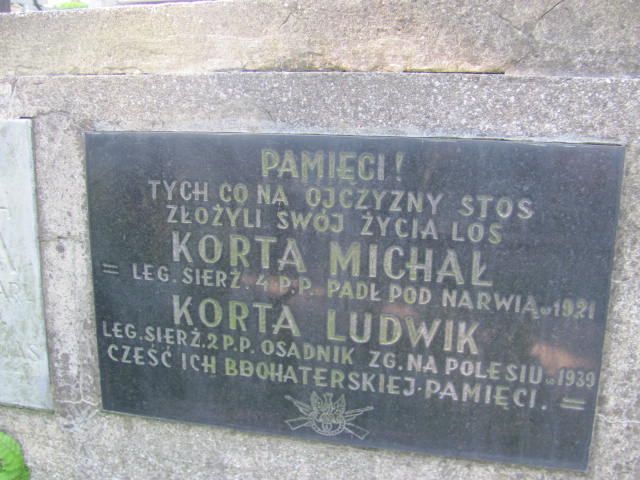 PAMIĘCI!
TYCH CO NA OJCZYZNY STOS
ZŁOŻYLI SWÓJ ŻYCIA LOS
KORTA MICHAŁ
= LEG. SIERŻ. 4 P.P. PADŁ POD NARWIĄ W 1921
KORTA LUDWIK
LEG. SIERŻ. 2 P.P. OSADNIK ZG. NA POLESIU W 1939
CZEŚĆ ICH BOOHATERSKIEJ · PAMIĘCI. =